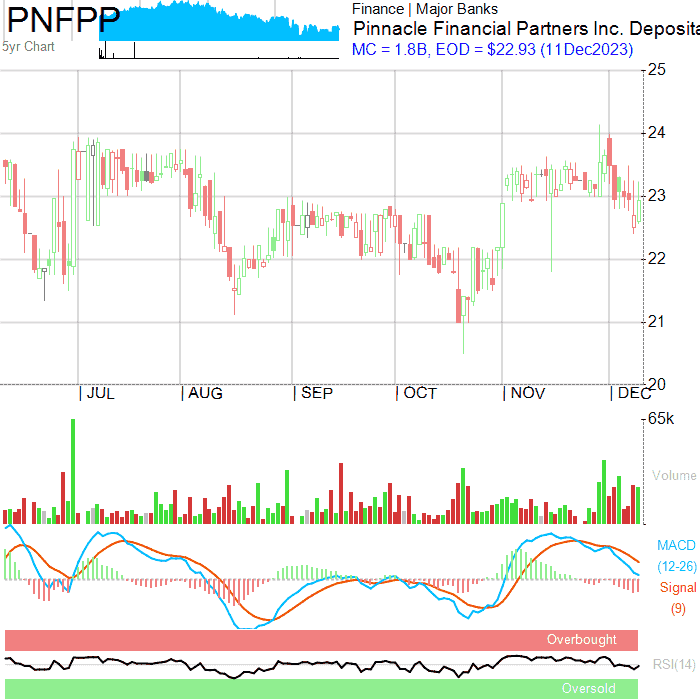 PNFPP
5yr Chart
Finance | Major Banks
Pinnacle Financial Partners Inc. Deposita
MC = 1.8B, EOD = $22.93 (11Dec2023)
25
24
23
22
21
20
JUL
AUG
SEP
OCT
NOV
DEC
65k
Volume
MACD
(12-26)
Signal
(9)
Overbought
RSI(14)
Oversold